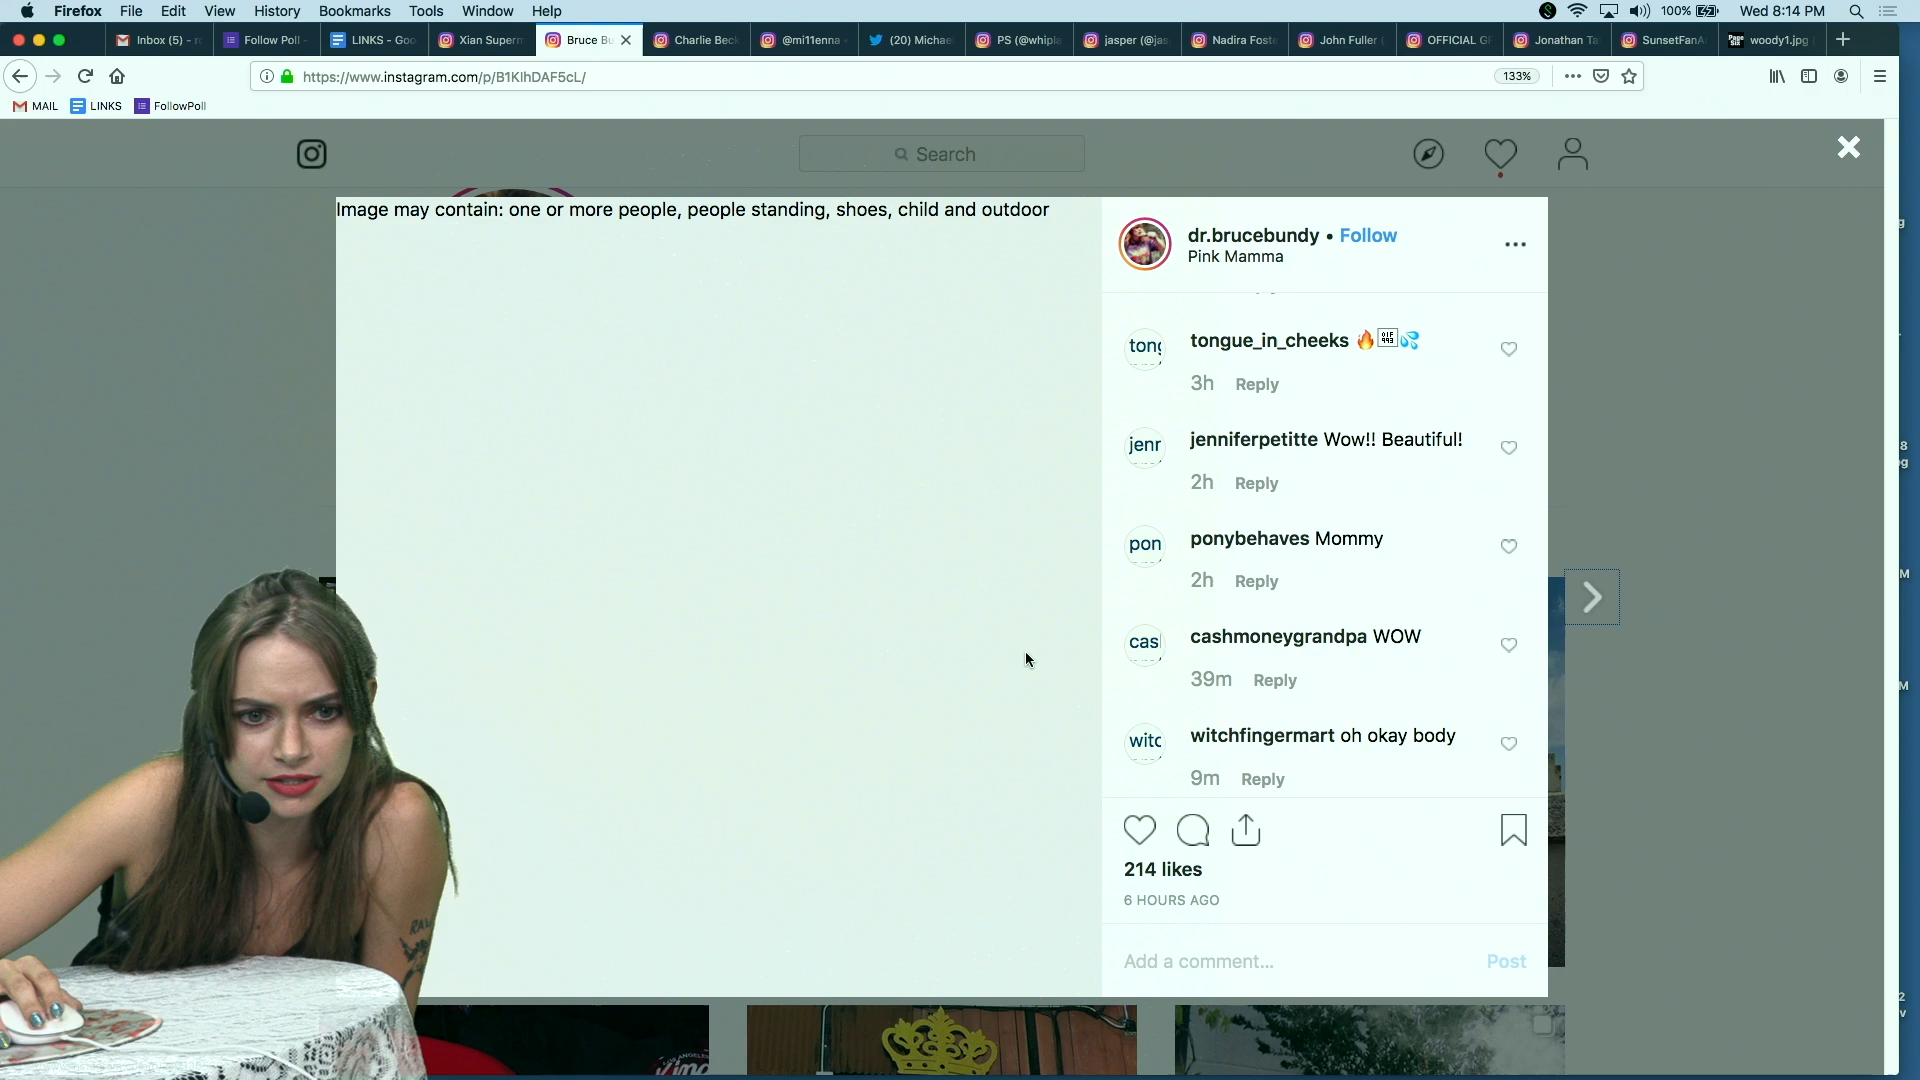 Firefox File Edit View History Bookmarks Tools Window Help 100% Wed 8:14 PM
Inbox (5) - Follow Poll - LINKS - Goo Xian Superm Bruce Bu Charlie Beck @mi11enna (20) Michae PS (@whipla jasper (@jas Nadira Foste John Fuller OFFICIAL G Jonathan Ta SunsetFanA woody1.jpg
https://www.instagram.com/p/B1KlhDAF5cL/ 133%
MAIL LINKS FollowPoll
Search
Image may contain: one or more people, people standing, shoes, child and outdoor
dr.brucebundy • Follow
Pink Mamma
tongue_in_cheeks 🔥💦
3h Reply
jenniferpetitte Wow!! Beautiful!
2h Reply
ponybehaves Mommy
2h Reply
cashmoneygrandpa WOW
39m Reply
witchfingermart oh okay body
9m Reply
214 likes
6 HOURS AGO
Add a comment... Post
LOS ANGELES